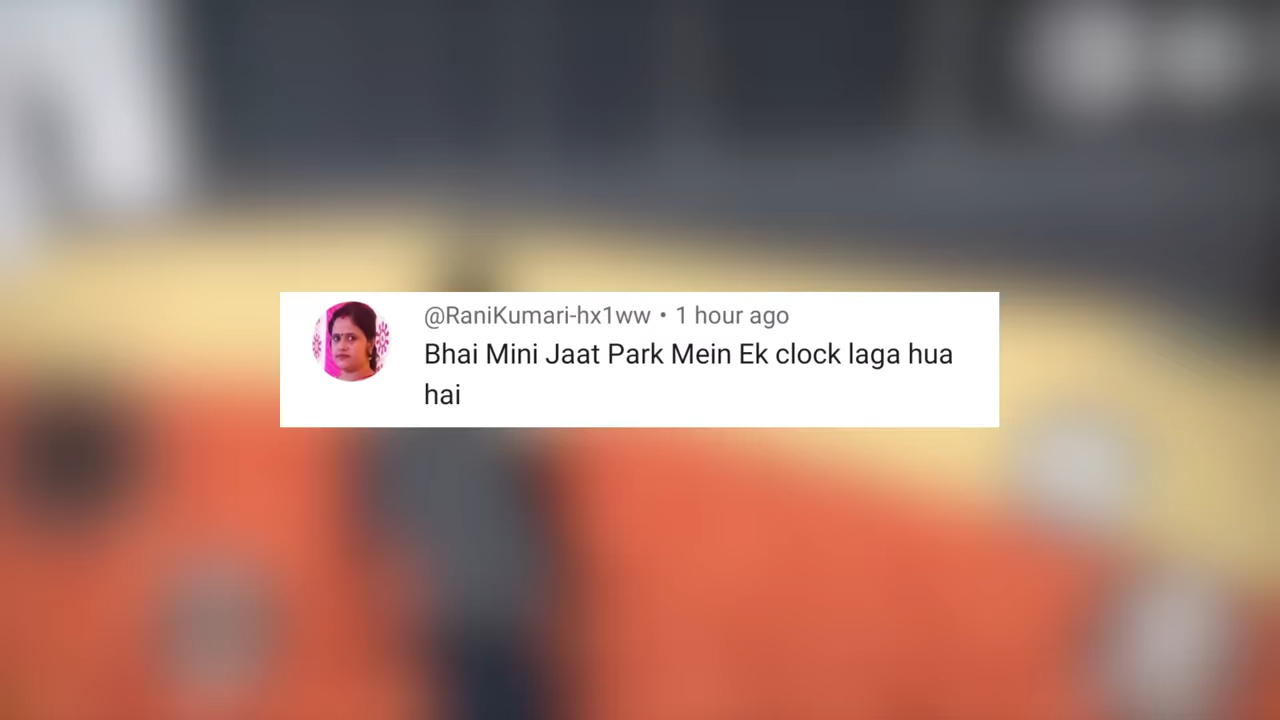 @RaniKumari-hx1ww • 1 hour ago
Bhai Mini Jaat Park Mein Ek clock laga hua
hai